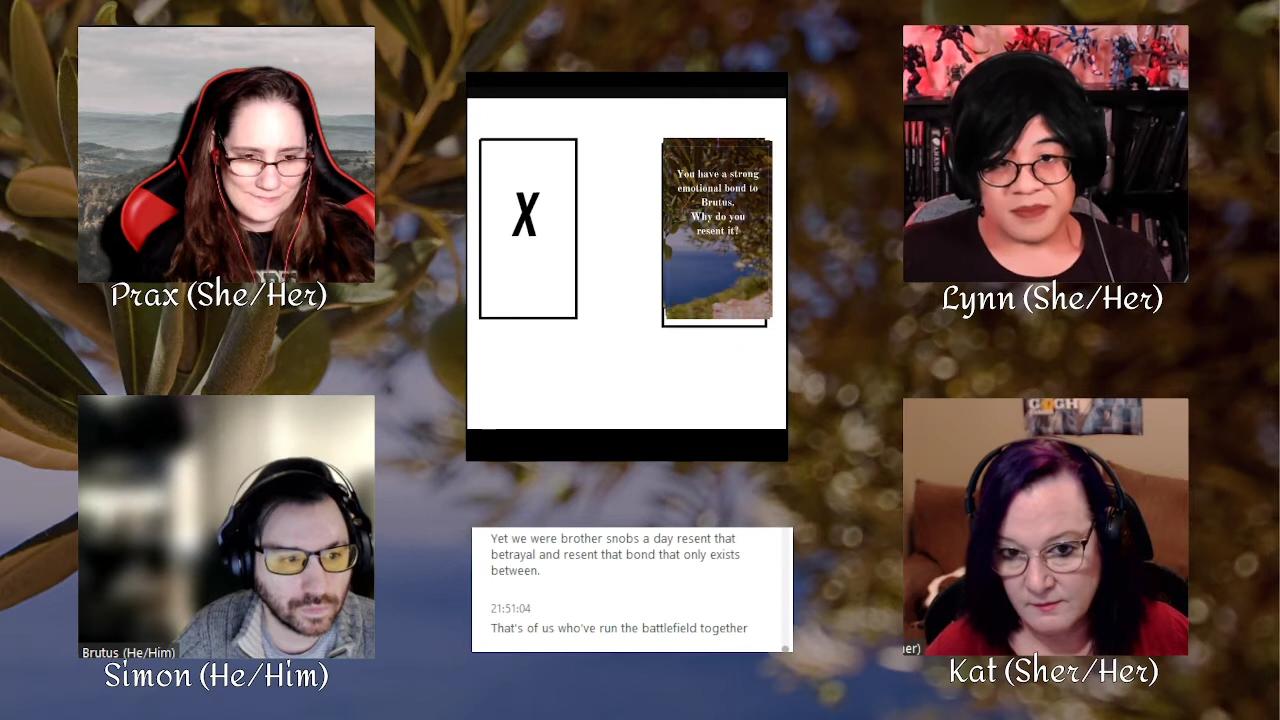 GOGH
X
You have a strong
emotional bond to
Brutus.
Why do you
resent it?
Prax (She/Her)
Lynn (She/Her)
Yet we were brother snobs a day resent that
betrayal and resent that bond that only exists
between.
21:51:04
That's of us who've run the battlefield together
Brutus (He/Him)
Simon (He/Him)
her)
Kat (Sher/Her)